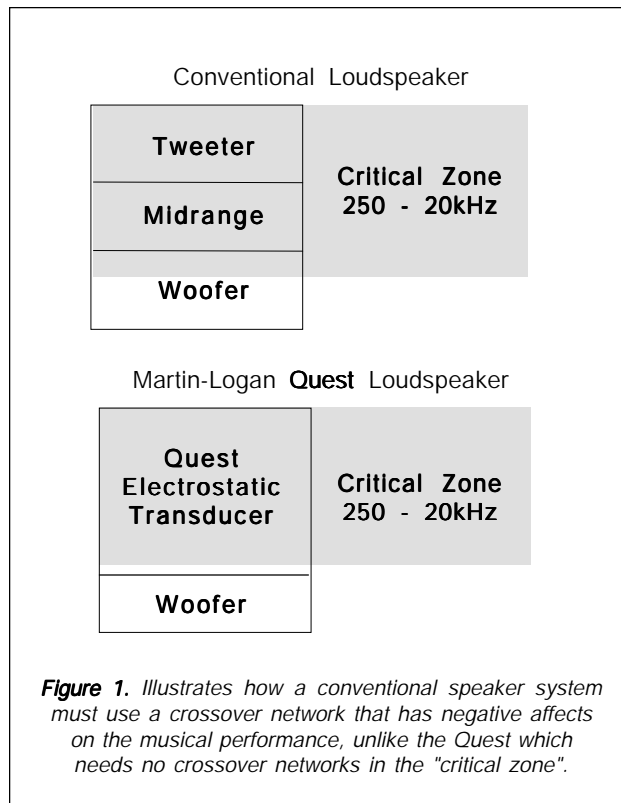 Conventional Loudspeaker
Tweeter
Midrange
Woofer
Critical Zone
250 - 20kHz
Martin-Logan Quest Loudspeaker
Quest
Electrostatic
Transducer
Woofer
Critical Zone
250 - 20kHz
Figure 1. Illustrates how a conventional speaker system
must use a crossover network that has negative affects
on the musical performance, unlike the Quest which
needs no crossover networks in the "critical zone".